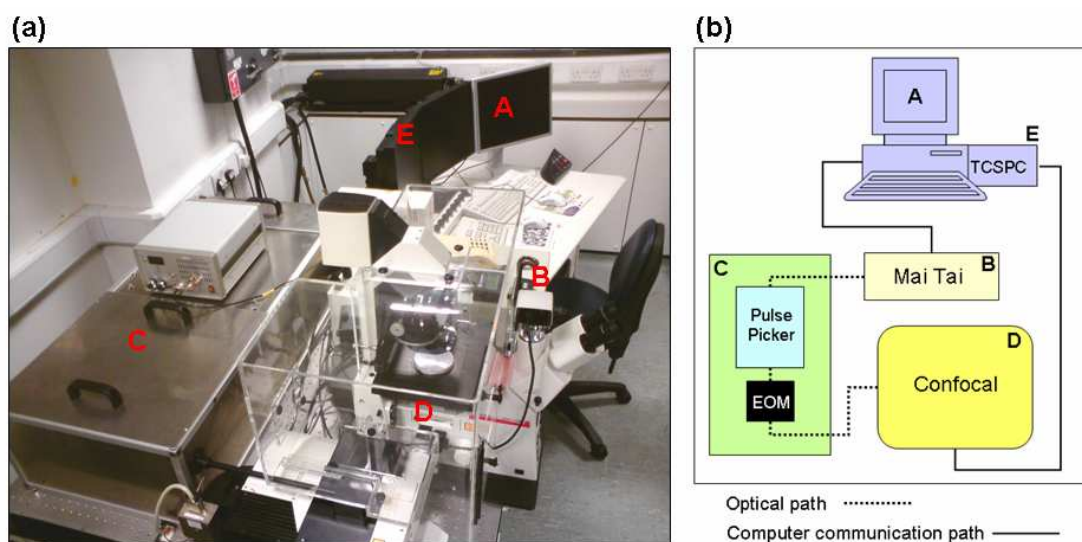 (a)
A
E
B
C
D
(b)
A
E
TCSPC
C
B
Mai Tai
Pulse
Picker
D
Confocal
EOM
Optical path
Computer communication path